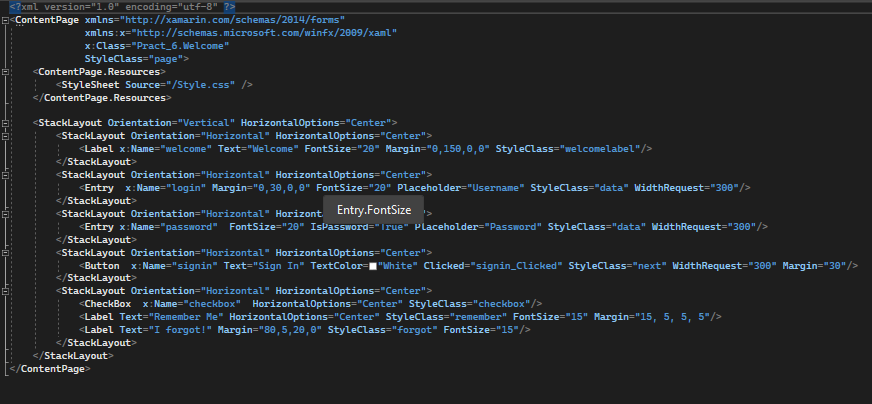 <?xml version="1.0" encoding="utf-8" ?>
<ContentPage xmlns="http://xamarin.com/schemas/2014/forms"
xmlns:x="http://schemas.microsoft.com/winfx/2009/xaml"
x:Class="Pract_6.Welcome"
StyleClass="page">
<ContentPage.Resources>
<StyleSheet Source="/Style.css" />
</ContentPage.Resources>
<StackLayout Orientation="Vertical" HorizontalOptions="Center">
<StackLayout Orientation="Horizontal" HorizontalOptions="Center">
<Label x:Name="welcome" Text="Welcome" FontSize="20" Margin="0,150,0,0" StyleClass="welcomelabel"/>
</StackLayout>
<StackLayout Orientation="Horizontal" HorizontalOptions="Center">
<Entry  x:Name="login" Margin="0,30,0,0" FontSize="20" Placeholder="Username" StyleClass="data" WidthRequest="300"/>
</StackLayout>
Entry.FontSize
<StackLayout Orientation="Horizontal" ="Center">
<Entry x:Name="password"  FontSize="20" IsPassword="True" Placeholder="Password" StyleClass="data" WidthRequest="300"/>
</StackLayout>
<StackLayout Orientation="Horizontal" HorizontalOptions="Center">
<Button  x:Name="signin" Text="Sign In" TextColor="White" Clicked="signin_Clicked" StyleClass="next" WidthRequest="300" Margin="30"/>
</StackLayout>
<StackLayout Orientation="Horizontal" HorizontalOptions="Center">
<CheckBox  x:Name="checkbox"  HorizontalOptions="Center" StyleClass="checkbox"/>
<Label Text="Remember Me" HorizontalOptions="Center" StyleClass="remember" FontSize="15" Margin="15, 5, 5, 5"/>
<Label Text="I forgot!" Margin="80,5,20,0" StyleClass="forgot" FontSize="15"/>
</StackLayout>
</StackLayout>
</ContentPage>